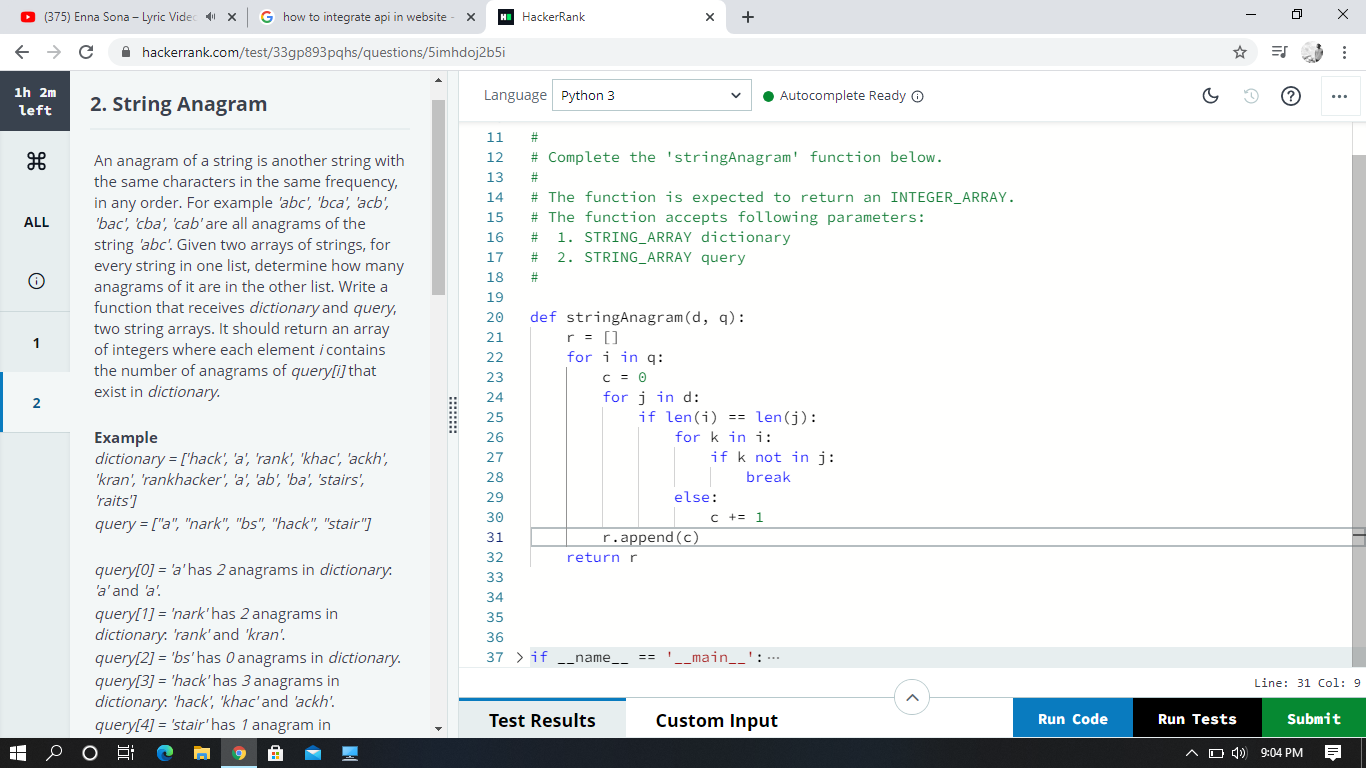 (375) Enna Sona – Lyric Video
how to integrate api in website -
HackerRank
hackerrank.com/test/33gp893pqhs/questions/5imhdoj2b5i
1h 2m
left
ALL
1
2
2. String Anagram
An anagram of a string is another string with
the same characters in the same frequency,
in any order. For example 'abc', 'bca', 'acb',
'bac', 'cba', 'cab' are all anagrams of the
string 'abc'. Given two arrays of strings, for
every string in one list, determine how many
anagrams of it are in the other list. Write a
function that receives dictionary and query,
two string arrays. It should return an array
of integers where each element i contains
the number of anagrams of query[i] that
exist in dictionary.
Example
dictionary = ['hack', 'a', 'rank', 'khac', 'ackh',
'kran', 'rankhacker', 'a', 'ab', 'ba', 'stairs',
'raits']
query = ["a", "nark", "bs", "hack", "stair"]
query[0] = 'a' has 2 anagrams in dictionary:
'a' and 'a'.
query[1] = 'nark' has 2 anagrams in
dictionary: 'rank' and 'kran'.
query[2] = 'bs' has 0 anagrams in dictionary.
query[3] = 'hack' has 3 anagrams in
dictionary: 'hack', 'khac' and 'ackh'.
query[4] = 'stair' has 1 anagram in
Language Python 3 Autocomplete Ready
11 #
12 # Complete the 'stringAnagram' function below.
13 #
14 # The function is expected to return an INTEGER_ARRAY.
15 # The function accepts following parameters:
16 #  1. STRING_ARRAY dictionary
17 #  2. STRING_ARRAY query
18 #
19
20 def stringAnagram(d, q):
21     r = []
22     for i in q:
23         c = 0
24         for j in d:
25             if len(i) == len(j):
26                 for k in i:
27                     if k not in j:
28                         break
29                 else:
30                     c += 1
31         r.append(c)
32     return r
33
34
35
36
37 > if __name__ == '__main__': ···
Line: 31 Col: 9
Test Results
Custom Input
Run Code
Run Tests
Submit
9:04 PM